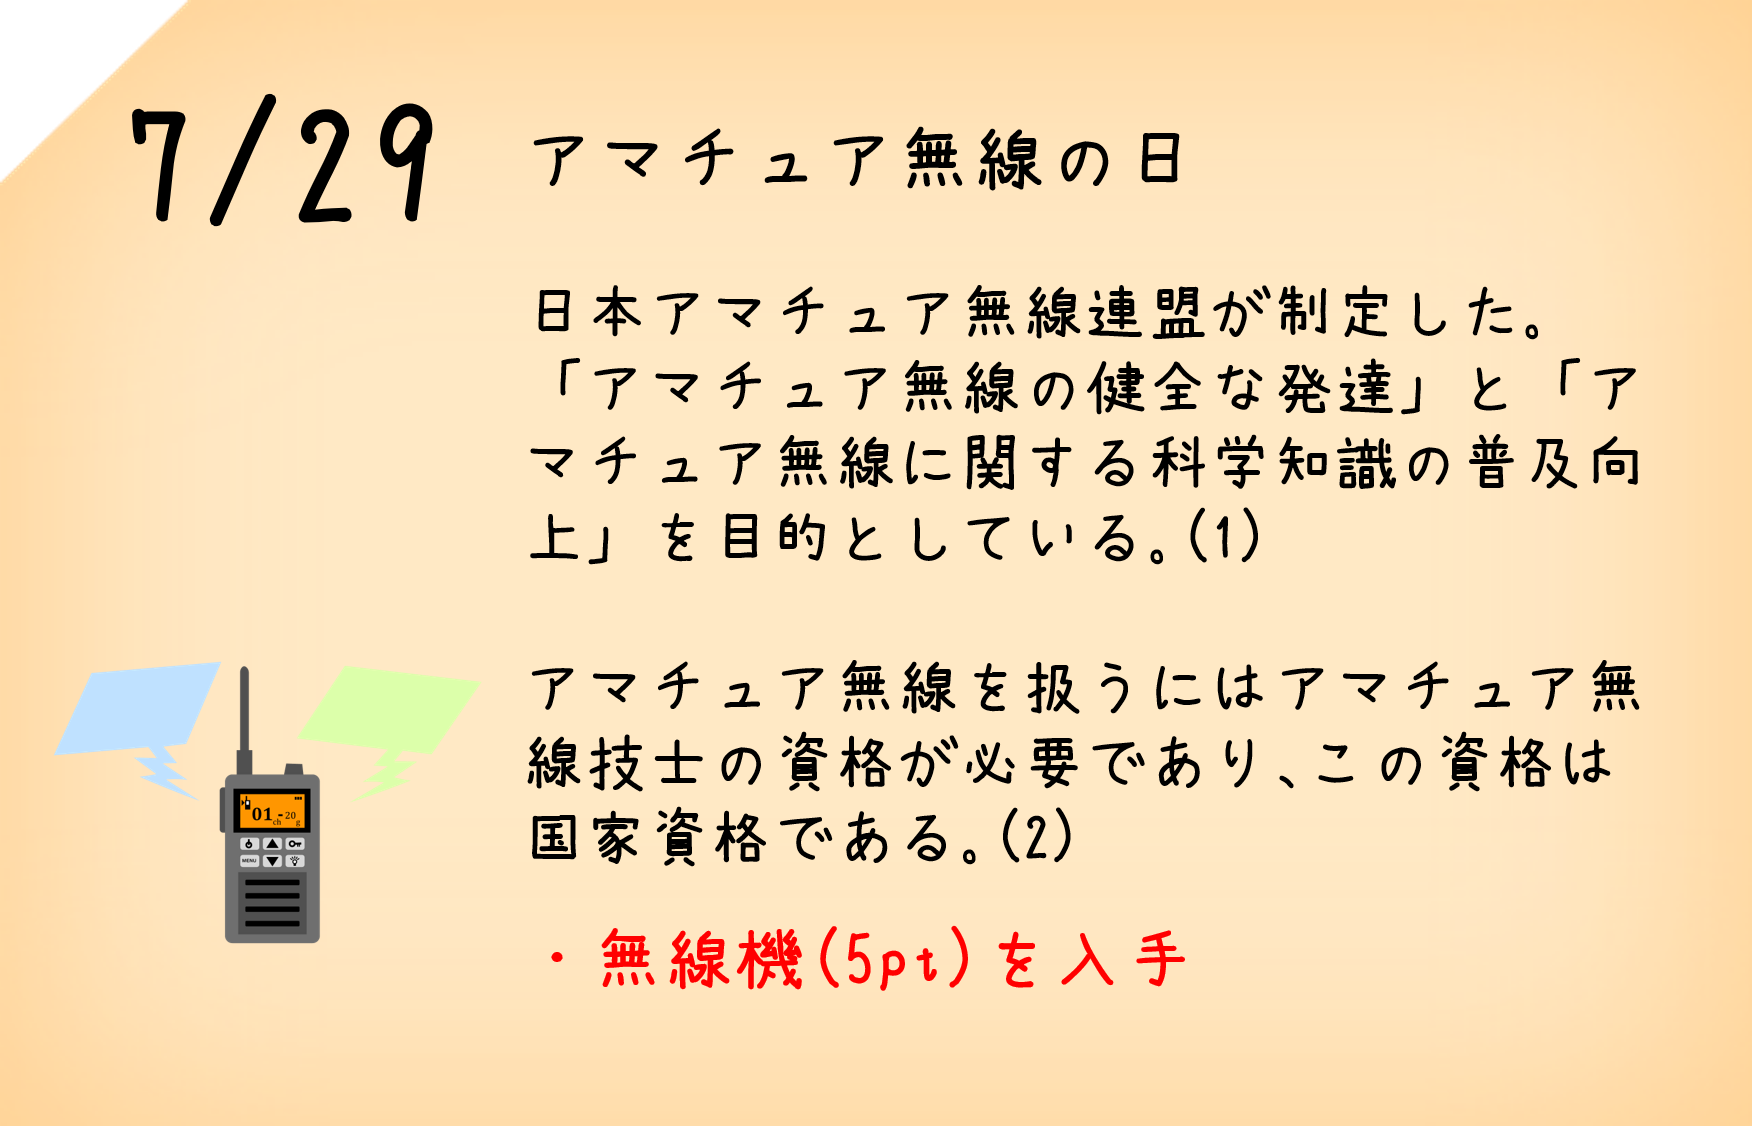 7/29 アマチュア無線の日
日本アマチュア無線連盟が制定した。
「アマチュア無線の健全な発達」と「ア
マチュア無線に関する科学知識の普及向
上」を目的としている。(1)
アマチュア無線を扱うにはアマチュア無
線技士の資格が必要であり、この資格は
国家資格である。(2)
・無線機(5pt)を入手
01ch-20g
MENU